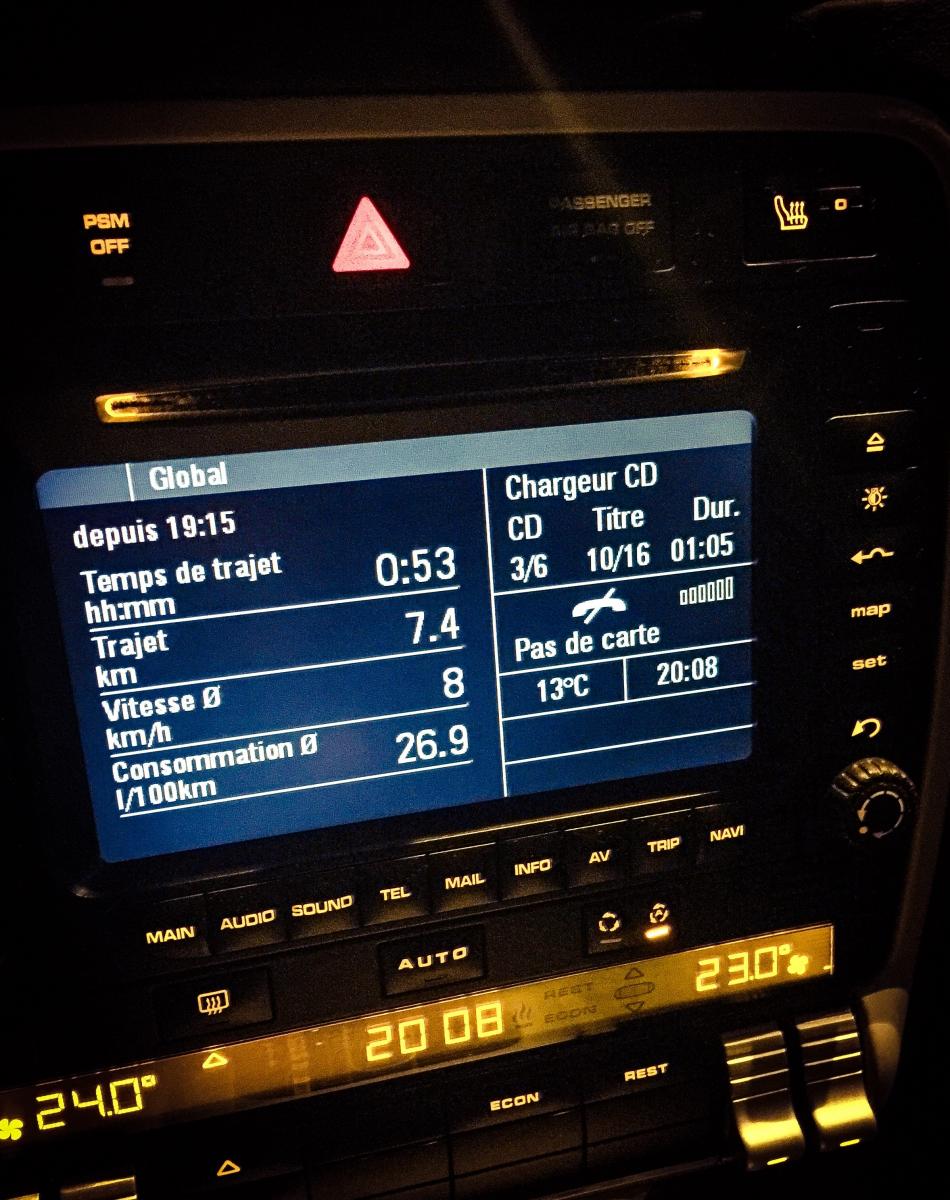 PSM
OFF
PASSENGER
AIR BAG OFF
Global
depuis 19:15
Temps de trajet
hh:mm
0:53
Trajet
km
7.4
Vitesse Ø
km/h
8
Consommation Ø
l/100km
26.9
Chargeur CD
CD Titre Dur.
3/6 10/16 01:05
Pas de carte
13°C 20:08
map
set
MAIN AUDIO SOUND TEL MAIL INFO AV TRIP NAVI
AUTO
24.0° 20 08 REST
ECON
23.0°
ECON REST